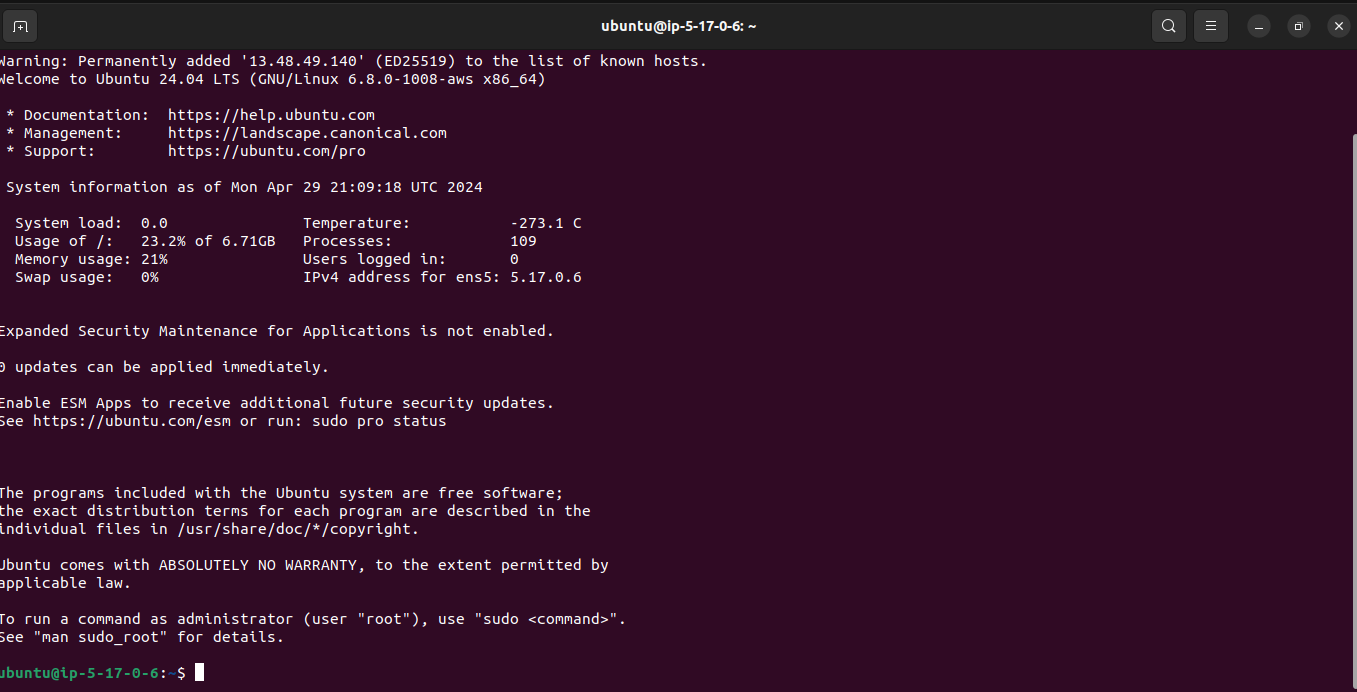 ubuntu@ip-5-17-0-6: ~
Warning: Permanently added '13.48.49.140' (ED25519) to the list of known hosts.
Welcome to Ubuntu 24.04 LTS (GNU/Linux 6.8.0-1008-aws x86_64)
* Documentation:  https://help.ubuntu.com
* Management:     https://landscape.canonical.com
* Support:        https://ubuntu.com/pro
System information as of Mon Apr 29 21:09:18 UTC 2024
System load:  0.0               Temperature:           -273.1 C
Usage of /:   23.2% of 6.71GB   Processes:             109
Memory usage: 21%               Users logged in:       0
Swap usage:   0%                IPv4 address for ens5: 5.17.0.6
Expanded Security Maintenance for Applications is not enabled.
0 updates can be applied immediately.
Enable ESM Apps to receive additional future security updates.
See https://ubuntu.com/esm or run: sudo pro status
The programs included with the Ubuntu system are free software;
the exact distribution terms for each program are described in the
individual files in /usr/share/doc/*/copyright.
Ubuntu comes with ABSOLUTELY NO WARRANTY, to the extent permitted by
applicable law.
To run a command as administrator (user "root"), use "sudo <command>".
See "man sudo_root" for details.
ubuntu@ip-5-17-0-6:~$